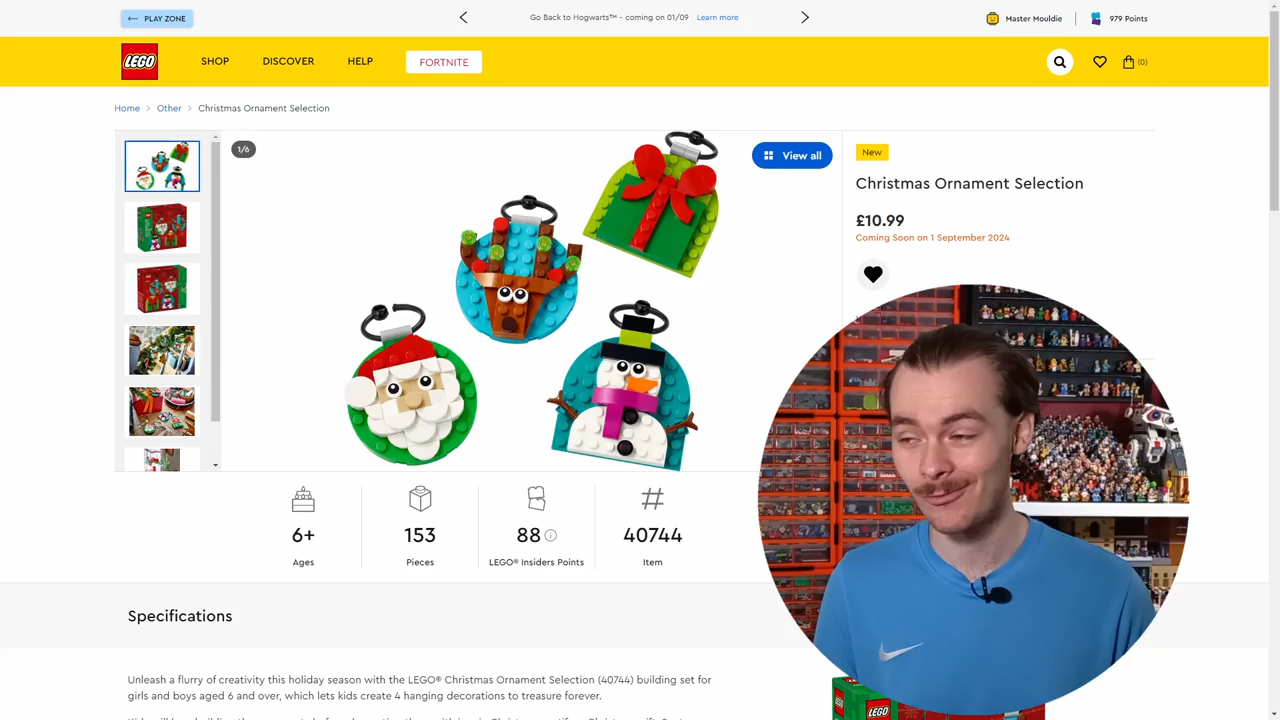 PLAY ZONE
Go Back to Hogwarts™ - coming on 01/09 Learn more
Master Mouldie
979 Points
LEGO
SHOP
DISCOVER
HELP
FORTNITE
(0)
Home > Other > Christmas Ornament Selection
1/6
View all
New
Christmas Ornament Selection
£10.99
Coming Soon on 1 September 2024
6+
Ages
153
Pieces
88
LEGO® Insiders Points
#
40744
Item
Specifications
Unleash a flurry of creativity this holiday season with the LEGO® Christmas Ornament Selection (40744) building set for
girls and boys aged 6 and over, which lets kids create 4 hanging decorations to treasure forever.
LEGO